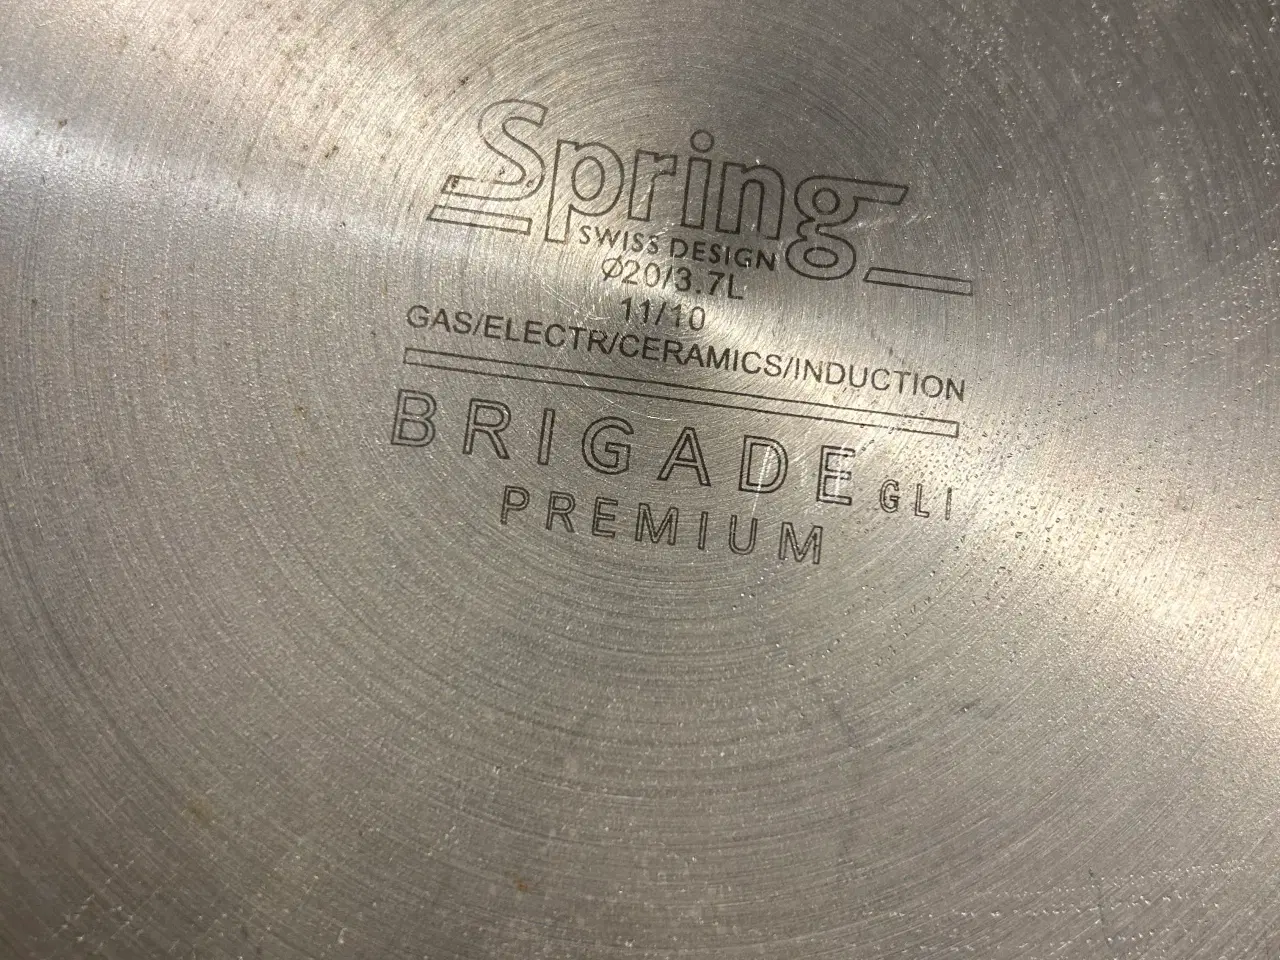 Spring
SWISS DESIGN
Ø20/3.7L
11/10
GAS/ELECTR/CERAMICS/INDUCTION
BRIGADE GLI
PREMIUM